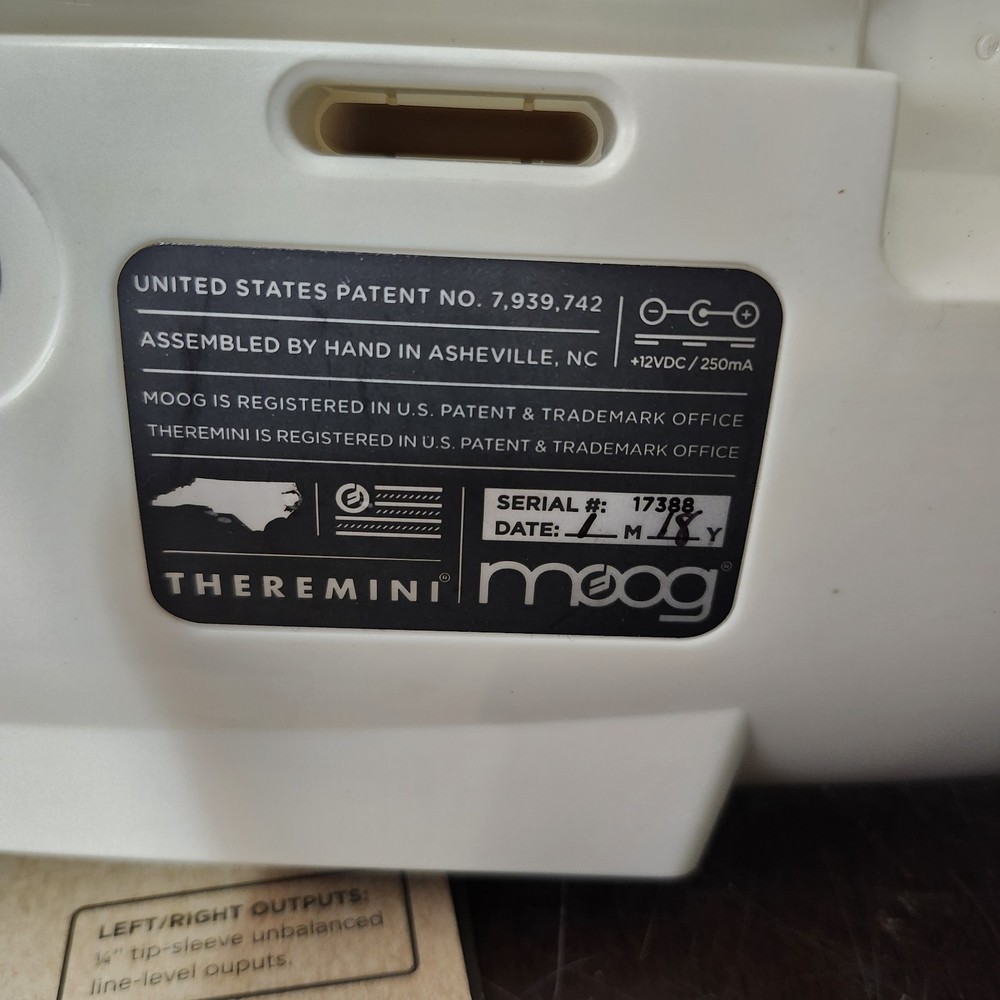 UNITED STATES PATENT NO. 7,939,742
+12VDC / 250mA
ASSEMBLED BY HAND IN ASHEVILLE, NC
MOOG IS REGISTERED IN U.S. PATENT & TRADEMARK OFFICE
THEREMINI IS REGISTERED IN U.S. PATENT & TRADEMARK OFFICE
SERIAL #: 17388
DATE: 1 M 18 Y
THEREMINI®
moog®
LEFT/RIGHT OUTPUTS:
¼" tip-sleeve unbalanced
line-level ouputs.